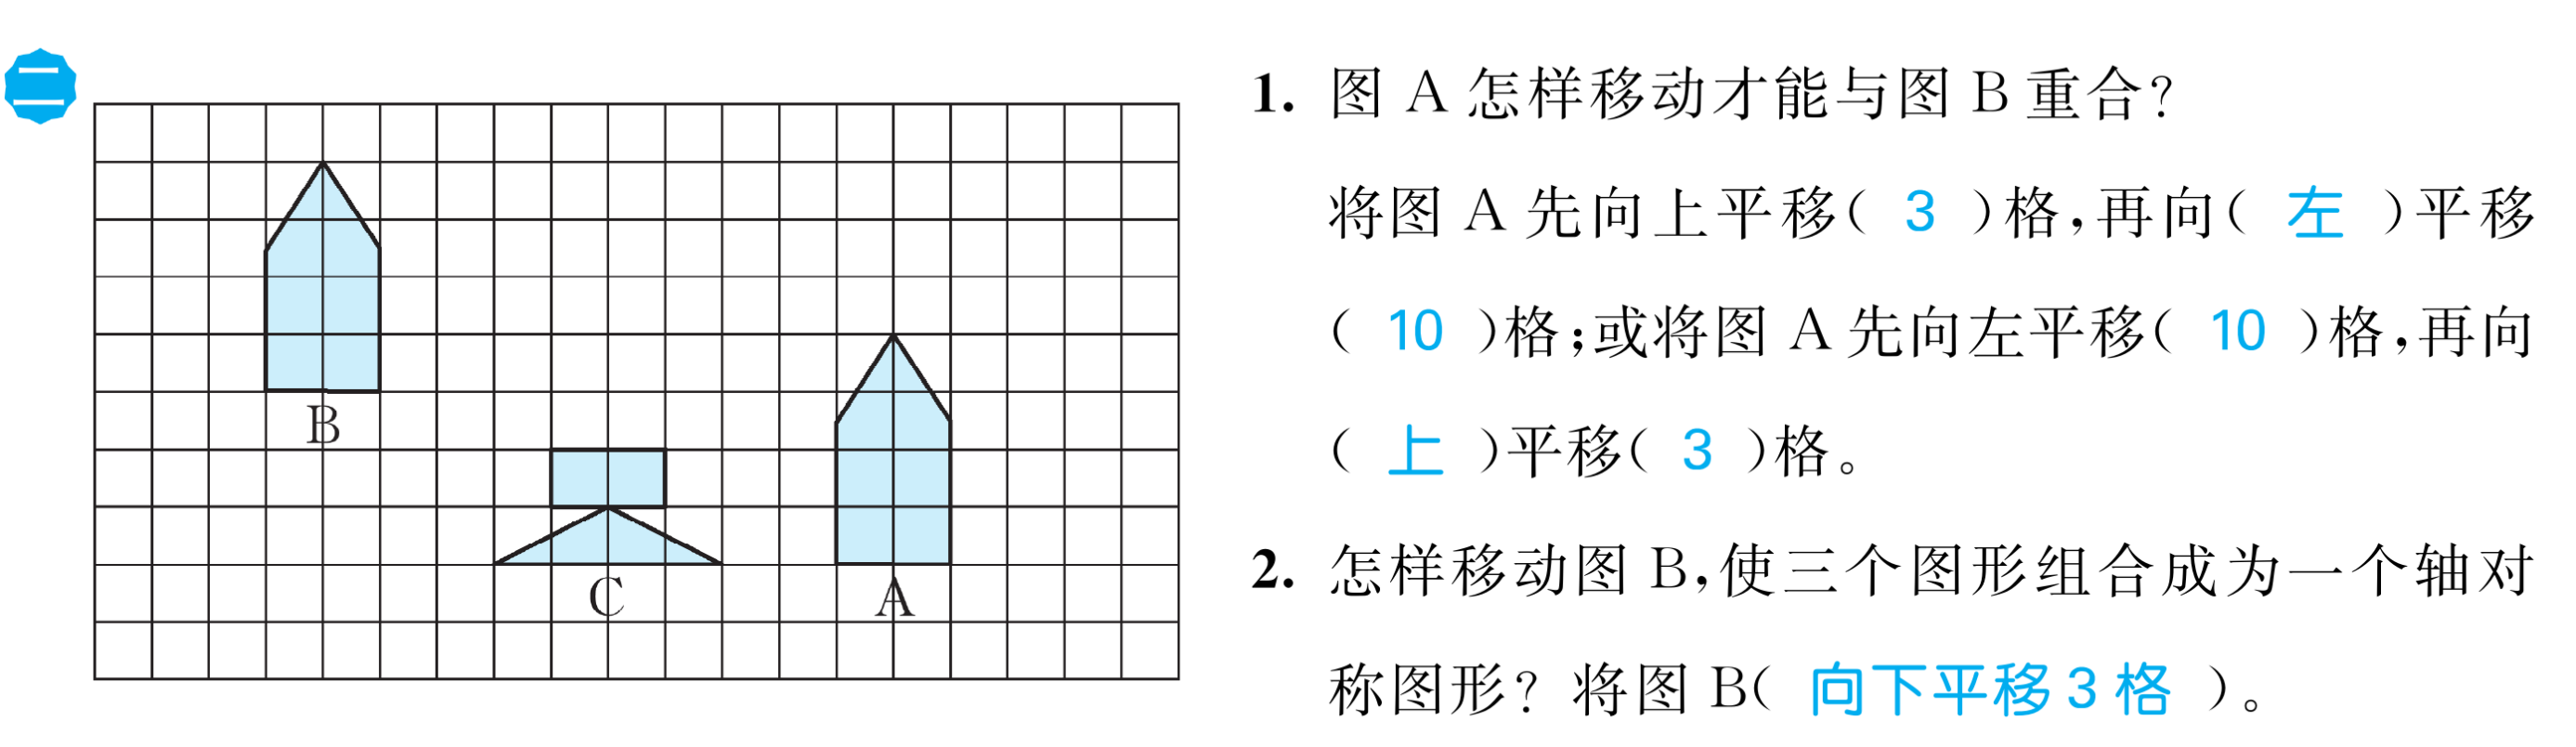 二
1. 图 A 怎样移动才能与图 B 重合？
将图 A 先向上平移（ 3 ）格，再向（ 左 ）平移
（ 10 ）格；或将图 A 先向左平移（ 10 ）格，再向
（ 上 ）平移（ 3 ）格。
2. 怎样移动图 B，使三个图形组合成为一个轴对
称图形？将图 B（ 向下平移 3 格 ）。
B
C
A